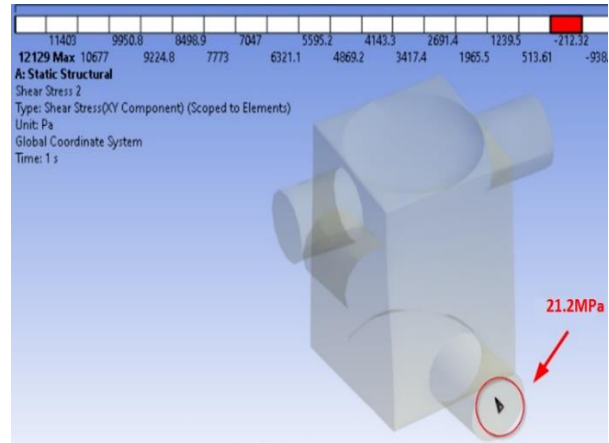 11403 9950.8 8498.9 7047 5595.2 4143.3 2691.4 1239.5 -212.32
12129 Max 10677 9224.8 7773 6321.1 4869.2 3417.4 1965.5 513.61 -938.
A: Static Structural
Shear Stress 2
Type: Shear Stress(XY Component) (Scoped to Elements)
Unit: Pa
Global Coordinate System
Time: 1 s
21.2MPa